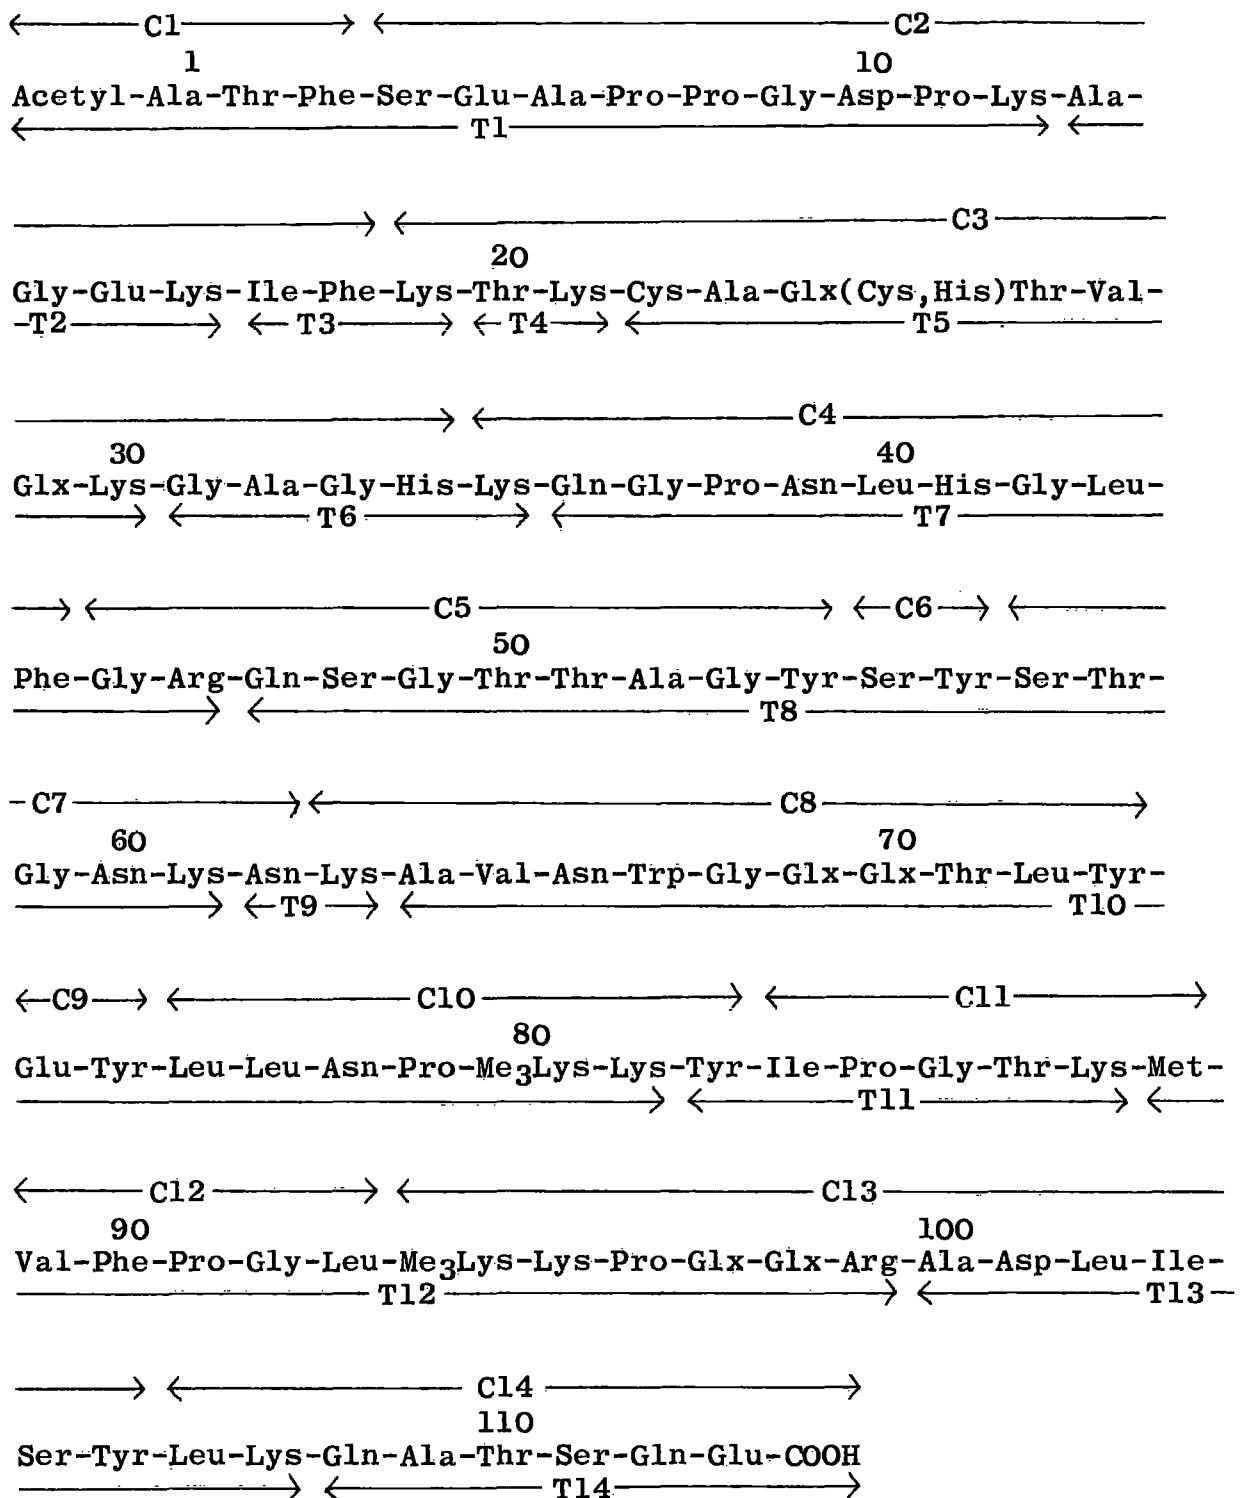 C1 C2
1 10
Acetyl-Ala-Thr-Phe-Ser-Glu-Ala-Pro-Pro-Gly-Asp-Pro-Lys-Ala-
T1
C3
20
Gly-Glu-Lys-Ile-Phe-Lys-Thr-Lys-Cys-Ala-Glx(Cys,His)Thr-Val-
-T2 T3 T4 T5
C4
30 40
Glx-Lys-Gly-Ala-Gly-His-Lys-Gln-Gly-Pro-Asn-Leu-His-Gly-Leu-
T6 T7
C5 C6
50
Phe-Gly-Arg-Gln-Ser-Gly-Thr-Thr-Ala-Gly-Tyr-Ser-Tyr-Ser-Thr-
T8
-C7 C8
60 70
Gly-Asn-Lys-Asn-Lys-Ala-Val-Asn-Trp-Gly-Glx-Glx-Thr-Leu-Tyr-
T9 T10
C9 C10 C11
80
Glu-Tyr-Leu-Leu-Asn-Pro-Me3Lys-Lys-Tyr-Ile-Pro-Gly-Thr-Lys-Met-
T11
C12 C13
90 100
Val-Phe-Pro-Gly-Leu-Me3Lys-Lys-Pro-Glx-Glx-Arg-Ala-Asp-Leu-Ile-
T12 T13
C14
110
Ser-Tyr-Leu-Lys-Gln-Ala-Thr-Ser-Gln-Glu-COOH
T14